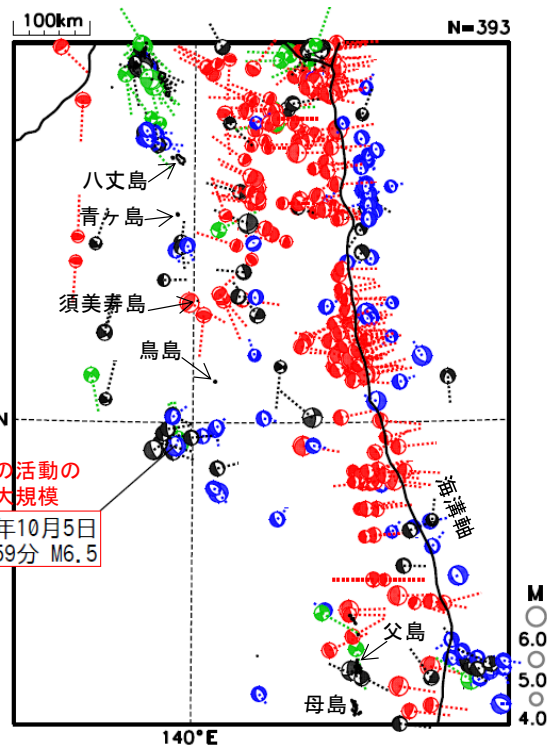 100km
N=393
八丈島
青ヶ島
須美寿島
鳥島
N
の活動の
大規模
年10月5日
59分 M6.5
海溝軸
父島
母島
M
6.0
5.0
4.0
140°E